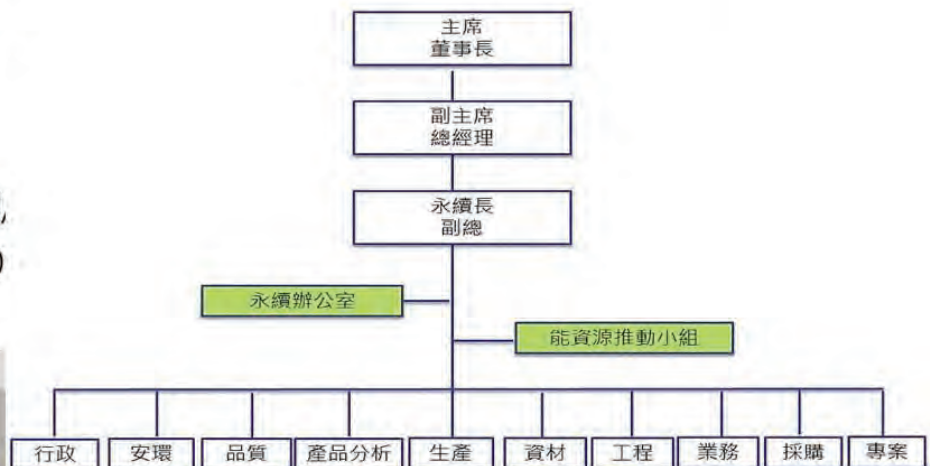 主席
董事長
副主席
總經理
永續長
副總
永續辦公室
能資源推動小組
行政 安環 品質 產品分析 生產 資材 工程 業務 採購 專案